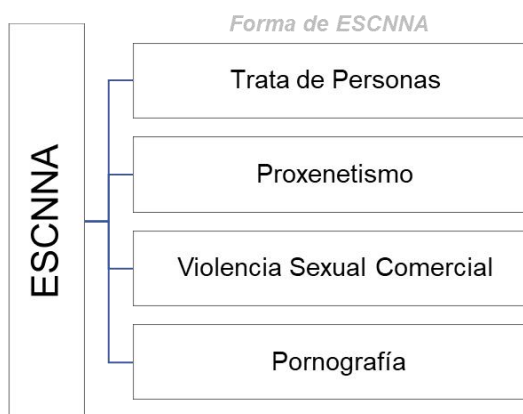 Forma de ESCNNA
ESCNNA
Trata de Personas
Proxenetismo
Violencia Sexual Comercial
Pornografía